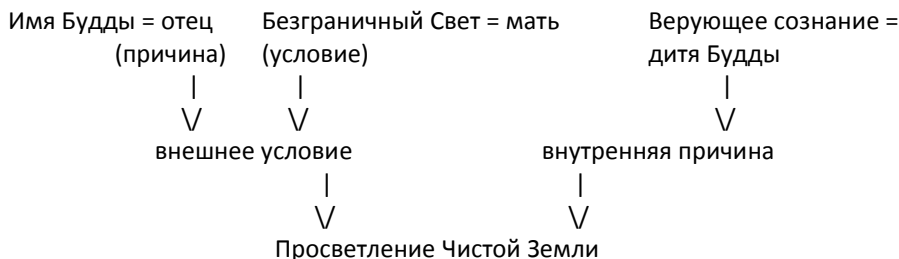 Имя Будды = отец Безграничный Свет = мать Верующее сознание =
(причина) (условие) дитя Будды
| | |
\/ \/ \/
внешнее условие внутренняя причина
| |
\/ \/
Просветление Чистой Земли